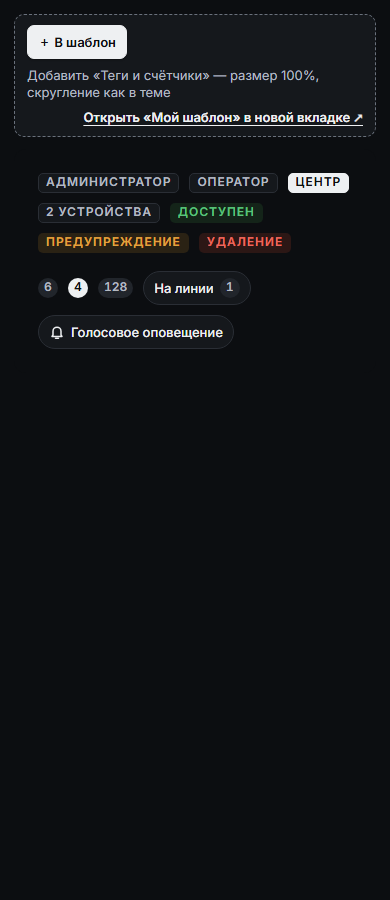 + В шаблон
Добавить «Теги и счётчики» — размер 100%,
скругление как в теме
Открыть «Мой шаблон» в новой вкладке ↗
АДМИНИСТРАТОР ОПЕРАТОР ЦЕНТР
2 УСТРОЙСТВА ДОСТУПЕН
ПРЕДУПРЕЖДЕНИЕ УДАЛЕНИЕ
6 4 128 На линии 1
Голосовое оповещение